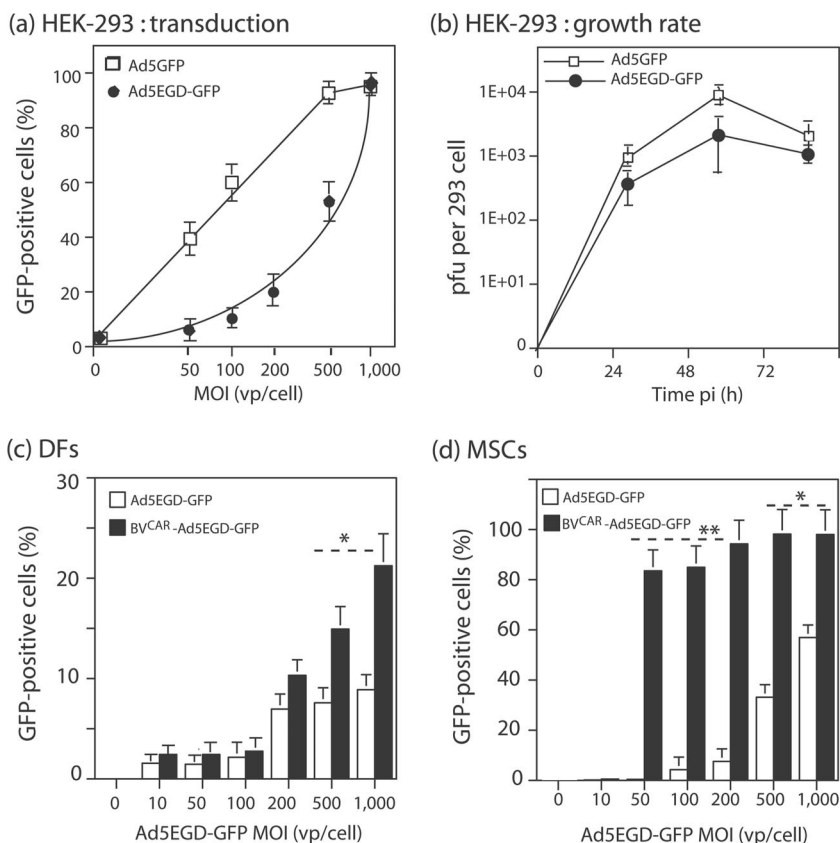 (a) HEK-293 : transduction
Ad5GFP
Ad5EGD-GFP
GFP-positive cells (%)
100
80
60
40
20
0
0 50 100 200 500 1,000
MOI (vp/cell)
(b) HEK-293 : growth rate
Ad5GFP
Ad5EGD-GFP
pfu per 293 cell
1E+04
1E+03
1E+02
1E+01
0
0 24 48 72
Time pi (h)
(c) DFs
Ad5EGD-GFP
BVCAR-Ad5EGD-GFP
GFP-positive cells (%)
30
20
10
0
*
0 10 50 100 200 500 1,000
Ad5EGD-GFP MOI (vp/cell)
(d) MSCs
Ad5EGD-GFP
BVCAR-Ad5EGD-GFP
GFP-positive cells (%)
100
80
60
40
20
0
**
*
0 10 50 100 200 500 1,000
Ad5EGD-GFP MOI (vp/cell)